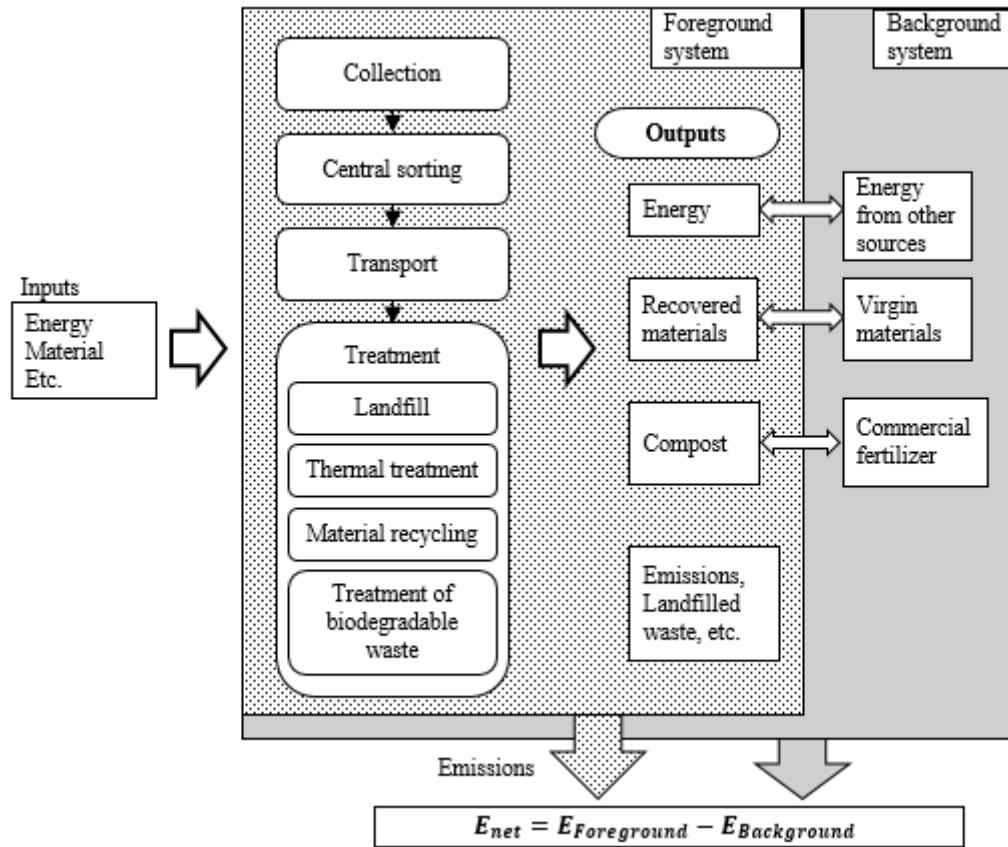 Foreground
system
Background
system
Collection
Central sorting
Transport
Treatment
Landfill
Thermal treatment
Material recycling
Treatment of
biodegradable
waste
Inputs
Energy
Material
Etc.
Outputs
Energy
Energy
from other
sources
Recovered
materials
Virgin
materials
Compost
Commercial
fertilizer
Emissions,
Landfilled
waste, etc.
Emissions
E_net = E_Foreground − E_Background